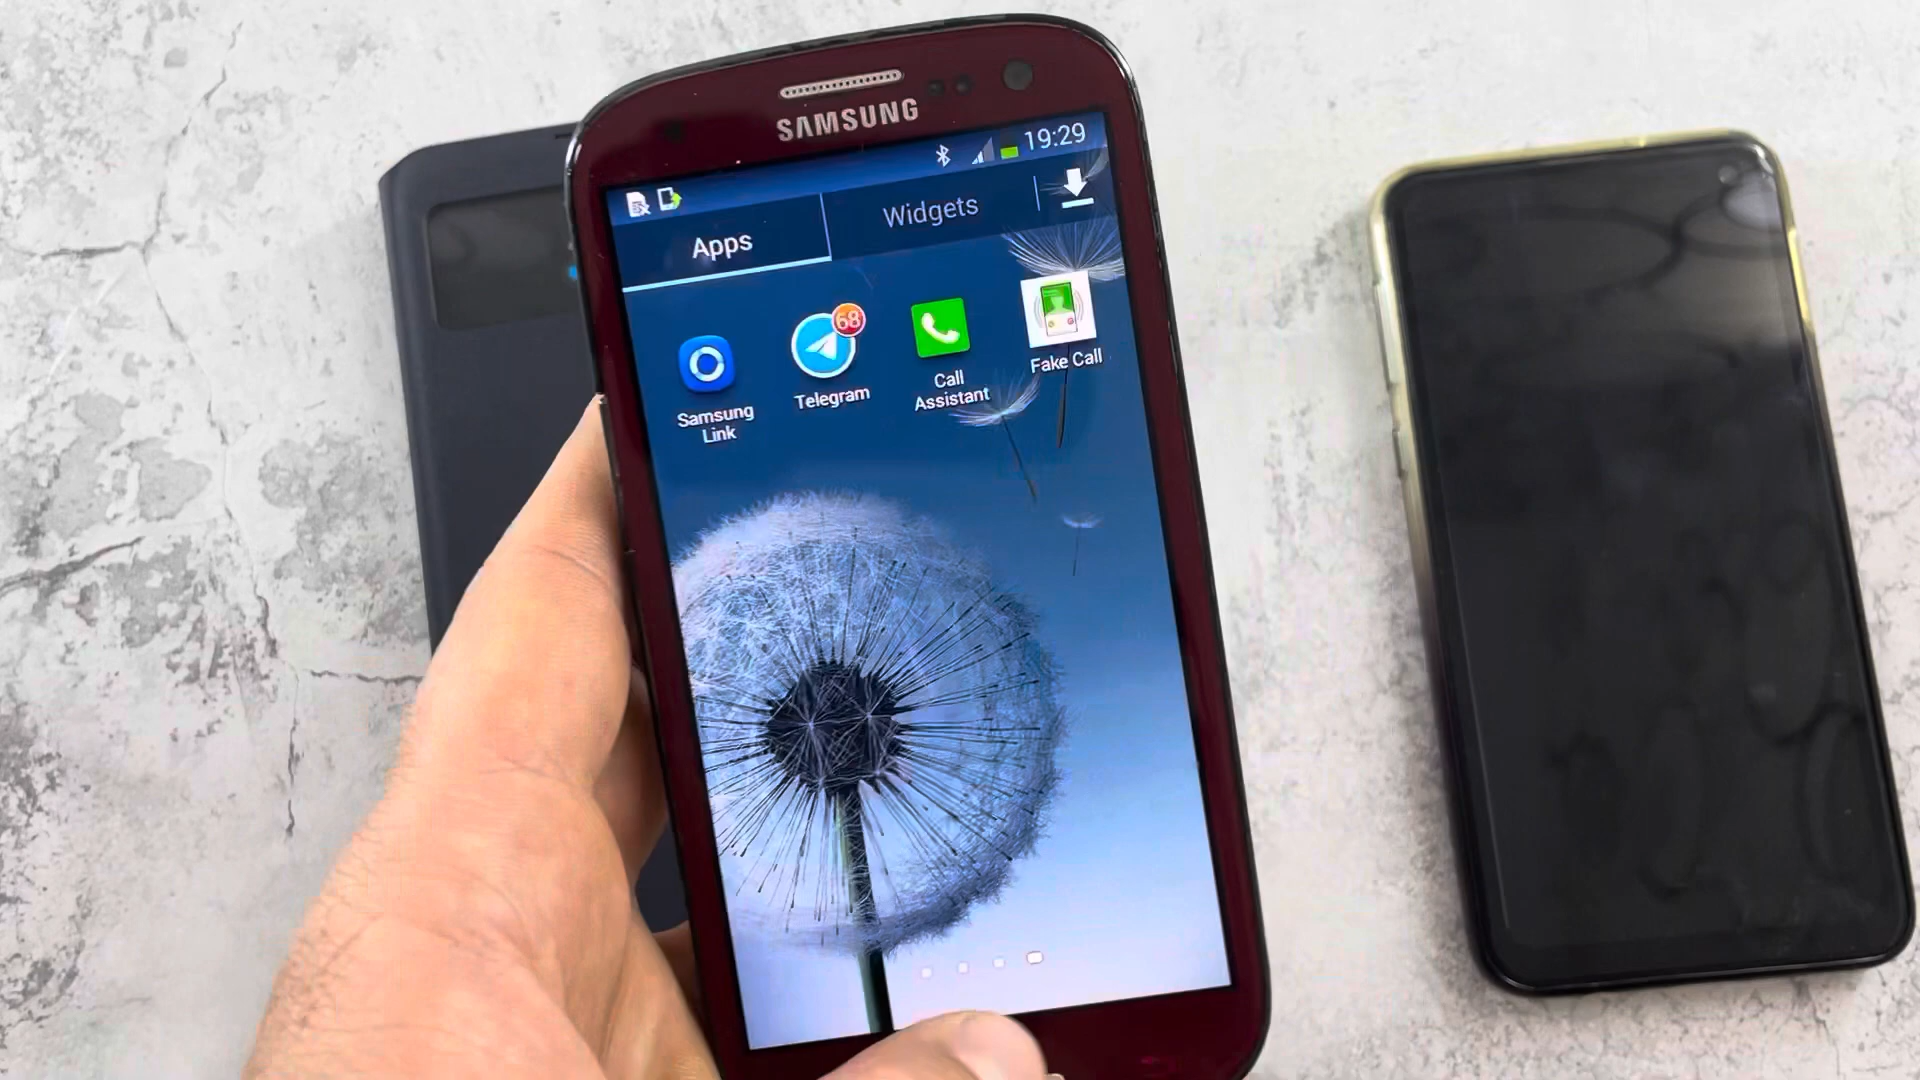 SAMSUNG
19:29
Apps
Widgets
68
Samsung
Link
Telegram
Call
Assistant
Fake Call